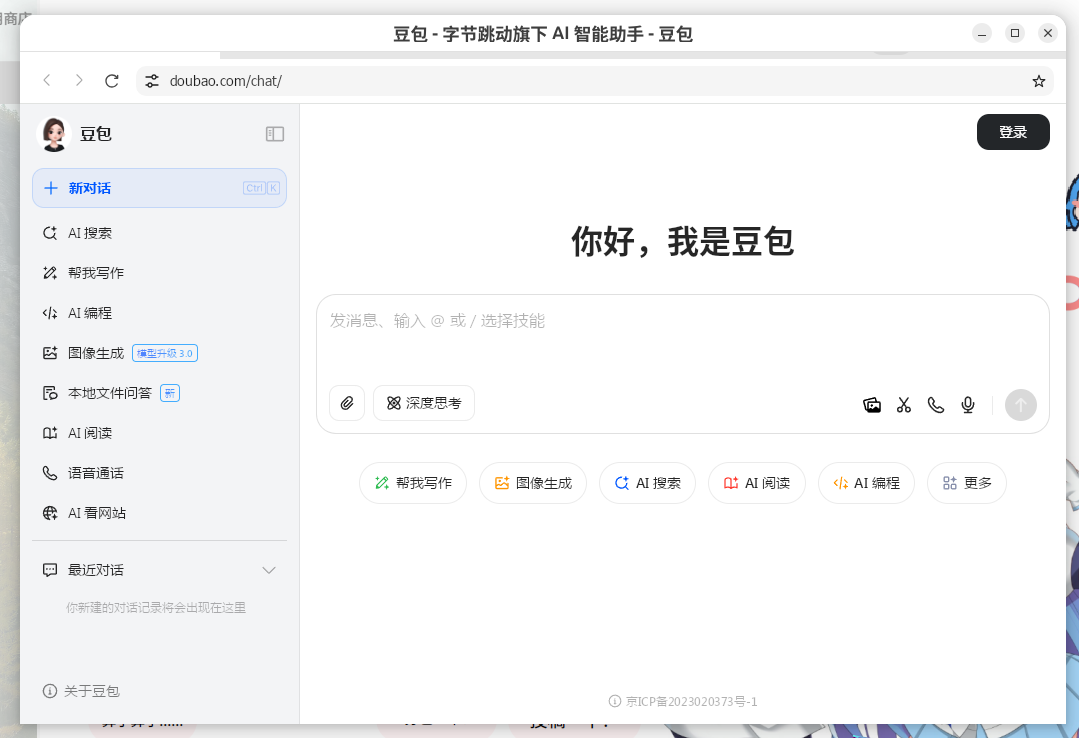 豆包 - 字节跳动旗下 AI 智能助手 - 豆包
doubao.com/chat/
豆包
新对话 Ctrl K
AI 搜索
帮我写作
AI 编程
图像生成 模型升级 3.0
本地文件问答 新
AI 阅读
语音通话
AI 看网站
最近对话
你新建的对话记录将会出现在这里
关于豆包
登录
你好，我是豆包
发消息、输入 @ 或 / 选择技能
深度思考
帮我写作 图像生成 AI 搜索 AI 阅读 AI 编程 更多
京ICP备2023020373号-1